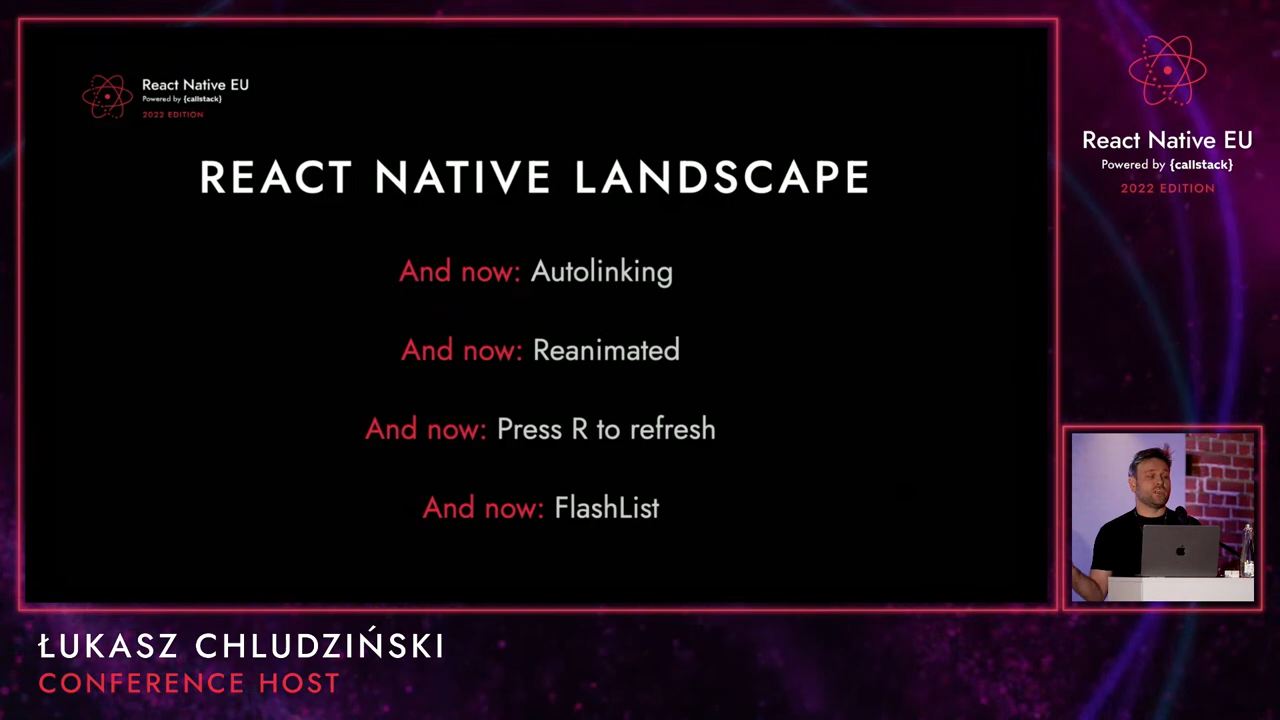 React Native EU
Powered by {callstack}
2022 EDITION
REACT NATIVE LANDSCAPE
And now: Autolinking
And now: Reanimated
And now: Press R to refresh
And now: FlashList
React Native EU
Powered by {callstack}
2022 EDITION
ŁUKASZ CHLUDZIŃSKI
CONFERENCE HOST